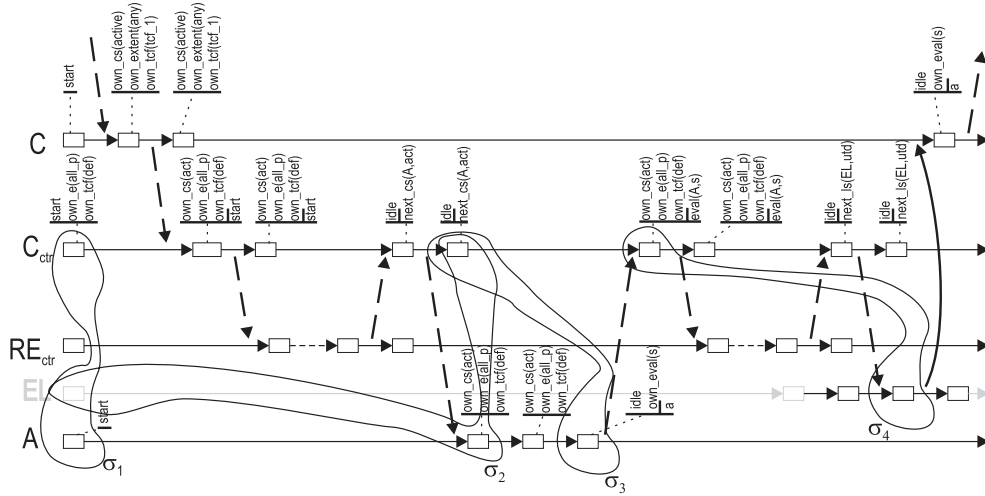 start
own_cs(active)
own_extent(any)
own_tcf(tcf_1)
own_cs(active)
own_extent(any)
own_tcf(tcf_1)
idle
own_eval(s)
a
C
start
own_e(all_p)
own_tcf(def)
own_cs(act)
own_e(all_p)
own_tcf(def)
start
own_cs(act)
own_e(all_p)
own_tcf(def)
start
idle
next_cs(A,act)
idle
next_cs(A,act)
own_cs(act)
own_e(all_p)
own_tcf(def)
eval(A,s)
own_cs(act)
own_e(all_p)
own_tcf(def)
eval(A,s)
idle
next_ls(EL,utd)
idle
next_ls(EL,utd)
C ctr
RE ctr
EL
start
own_cs(act)
own_e(all_p)
own_tcf(def)
own_cs(act)
own_e(all_p)
own_tcf(def)
idle
own_eval(s)
a
A
σ1
σ2
σ3
σ4